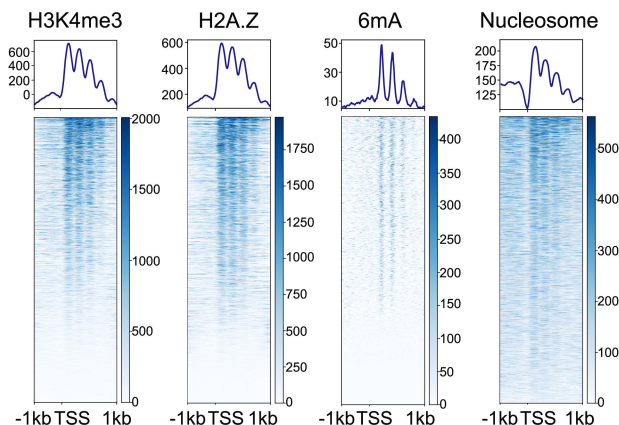 H3K4me3 H2A.Z 6mA Nucleosome
600 600 50 200
400 400 30 175
200 200 10 150
0 125
2000 1750 400 500
1500 1500 350 400
1000 1250 300 300
500 1000 250 200
0 750 200 100
500 150 0
250 100
0 50
0
-1kb TSS 1kb -1kb TSS 1kb -1kb TSS 1kb -1kb TSS 1kb